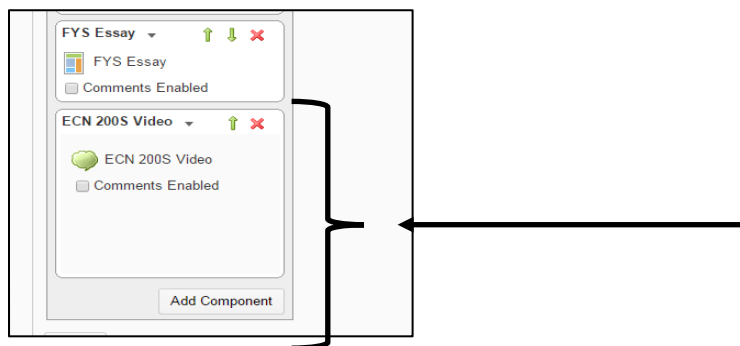 FYS Essay
FYS Essay
Comments Enabled
ECN 200S Video
ECN 200S Video
Comments Enabled
Add Component